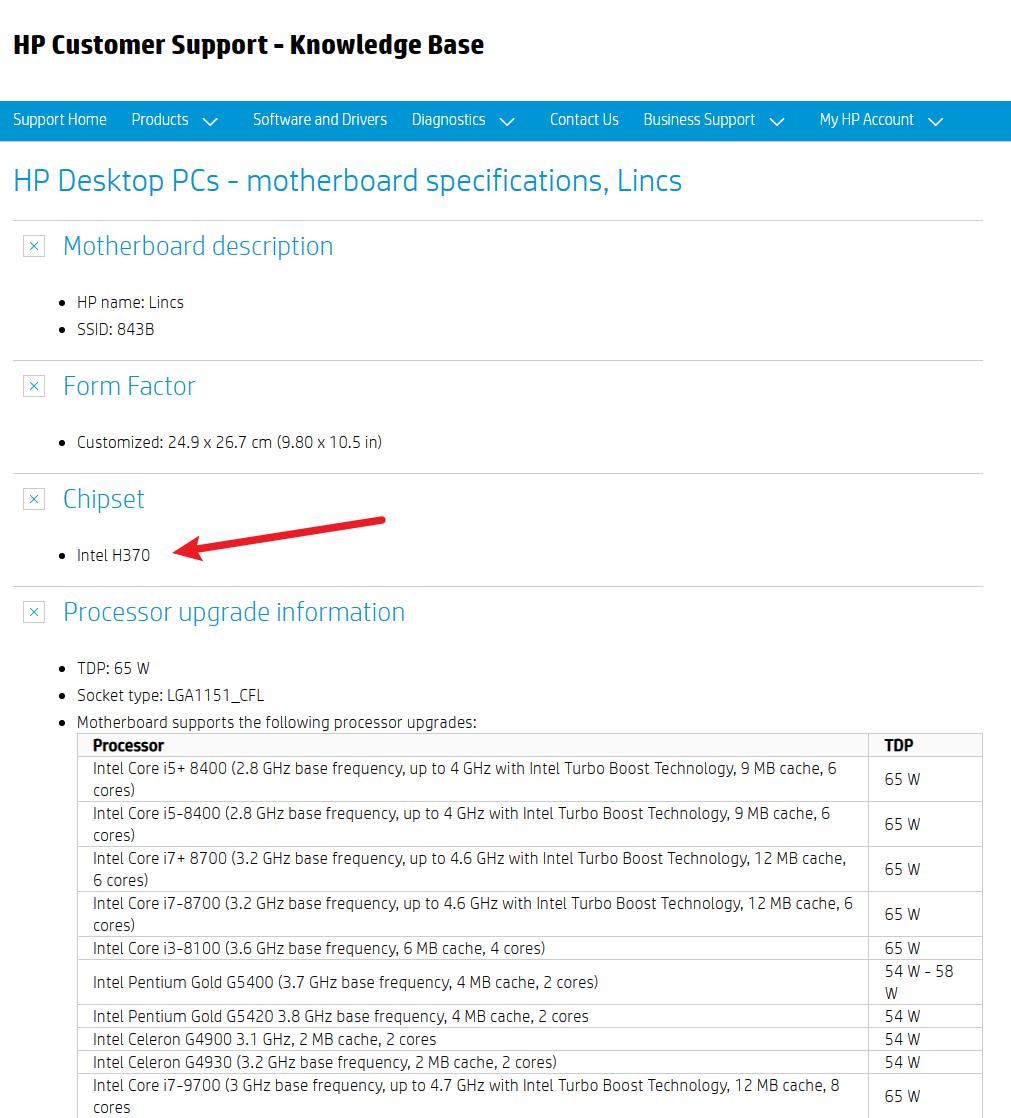 HP Customer Support - Knowledge Base
Support Home Products Software and Drivers Diagnostics Contact Us Business Support My HP Account
HP Desktop PCs - motherboard specifications, Lincs
Motherboard description
HP name: Lincs
SSID: 843B
Form Factor
Customized: 24.9 x 26.7 cm (9.80 x 10.5 in)
Chipset
Intel H370
Processor upgrade information
TDP: 65 W
Socket type: LGA1151_CFL
Motherboard supports the following processor upgrades:
Processor TDP
Intel Core i5+ 8400 (2.8 GHz base frequency, up to 4 GHz with Intel Turbo Boost Technology, 9 MB cache, 6
cores) 65 W
Intel Core i5-8400 (2.8 GHz base frequency, up to 4 GHz with Intel Turbo Boost Technology, 9 MB cache, 6
cores) 65 W
Intel Core i7+ 8700 (3.2 GHz base frequency, up to 4.6 GHz with Intel Turbo Boost Technology, 12 MB cache,
6 cores) 65 W
Intel Core i7-8700 (3.2 GHz base frequency, up to 4.6 GHz with Intel Turbo Boost Technology, 12 MB cache, 6
cores) 65 W
Intel Core i3-8100 (3.6 GHz base frequency, 6 MB cache, 4 cores) 65 W
Intel Pentium Gold G5400 (3.7 GHz base frequency, 4 MB cache, 2 cores) 54 W - 58
W
Intel Pentium Gold G5420 3.8 GHz base frequency, 4 MB cache, 2 cores 54 W
Intel Celeron G4900 3.1 GHz, 2 MB cache, 2 cores 54 W
Intel Celeron G4930 (3.2 GHz base frequency, 2 MB cache, 2 cores) 54 W
Intel Core i7-9700 (3 GHz base frequency, up to 4.7 GHz with Intel Turbo Boost Technology, 12 MB cache, 8
cores 65 W